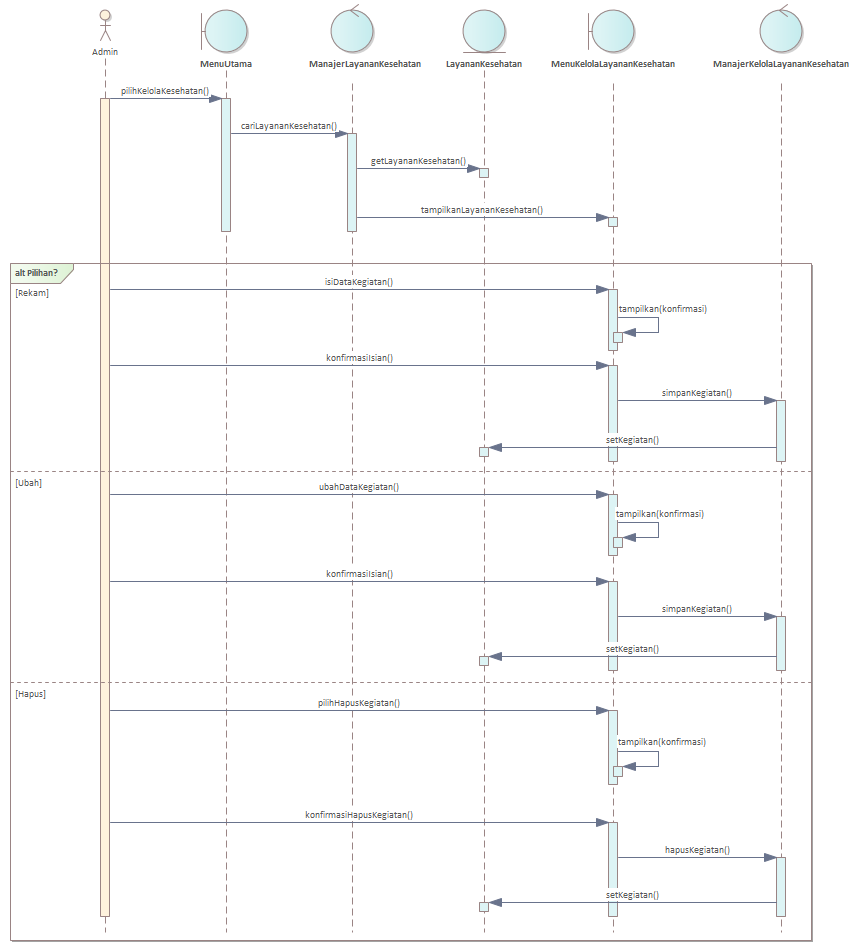 Admin
MenuUtama
ManajerLayananKesehatan
LayananKesehatan
MenuKelolaLayananKesehatan
ManajerKelolaLayananKesehatan
pilihKelolaKesehatan()
cariLayananKesehatan()
getLayananKesehatan()
tampilkanLayananKesehatan()
alt Pilihan?
[Rekam]
isiDataKegiatan()
tampilkan(konfirmasi)
konfirmasiIsian()
simpanKegiatan()
setKegiatan()
[Ubah]
ubahDataKegiatan()
tampilkan(konfirmasi)
konfirmasiIsian()
simpanKegiatan()
setKegiatan()
[Hapus]
pilihHapusKegiatan()
tampilkan(konfirmasi)
konfirmasiHapusKegiatan()
hapusKegiatan()
setKegiatan()